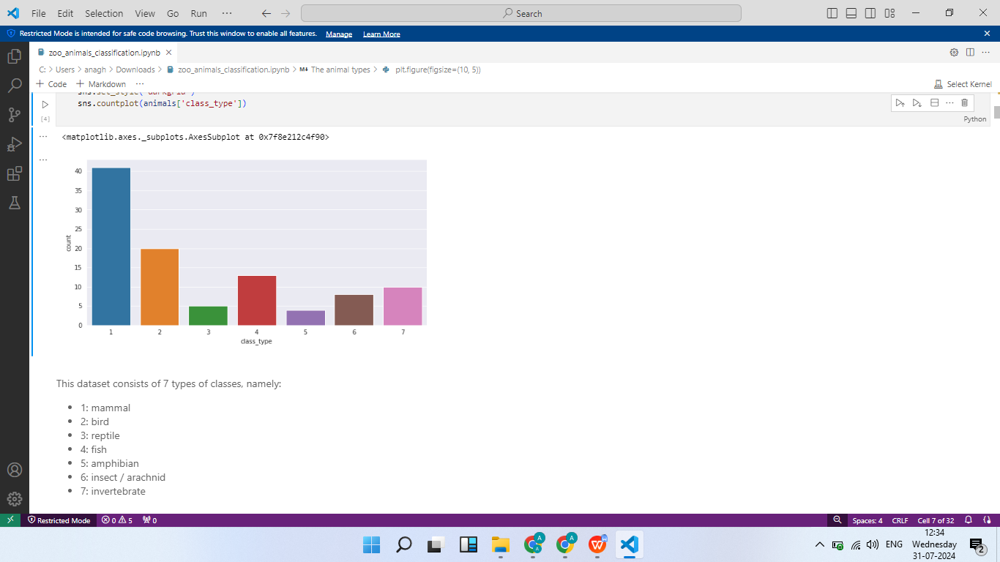 File Edit Selection View Go Run ··· Search
Restricted Mode is intended for safe code browsing. Trust this window to enable all features. Manage Learn More
zoo_animals_classification.ipynb
C: > Users > anagh > Downloads > zoo_animals_classification.ipynb > M↓ The animal types > plt.figure(figsize=(10, 5))
+ Code + Markdown ··· Select Kernel
sns.set_style('darkgrid')
sns.countplot(animals['class_type'])
[4]
Python
<matplotlib.axes._subplots.AxesSubplot at 0x7f8e212c4f90>
40
35
30
25
20
15
10
5
0
count
1 2 3 4 5 6 7
class_type
This dataset consists of 7 types of classes, namely:
• 1: mammal
• 2: bird
• 3: reptile
• 4: fish
• 5: amphibian
• 6: insect / arachnid
• 7: invertebrate
Restricted Mode 0 5 0 Spaces: 4 CRLF Cell 7 of 32
A A A W ENG
12:34
Wednesday
31-07-2024
2